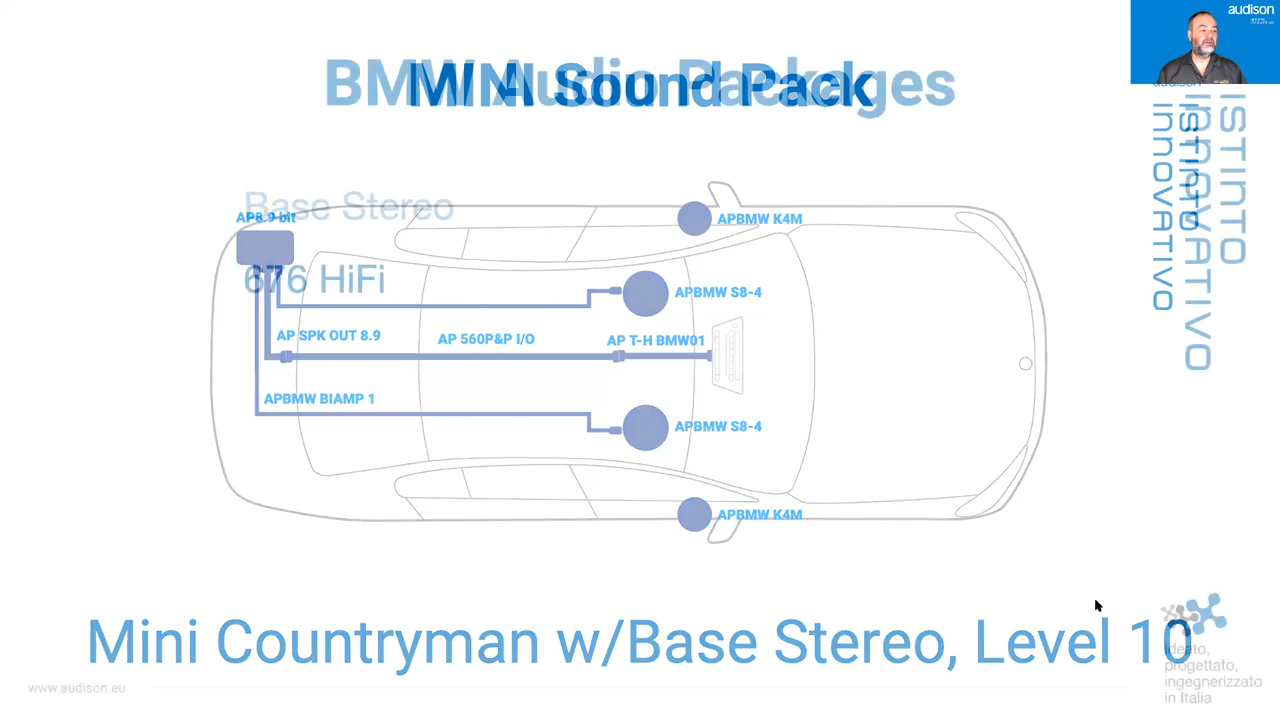 audison
BMW Audio Packages
MINI Sound Pack
Base Stereo
676 HiFi
AP8.9 bit
APBMW K4M
APBMW S8-4
AP SPK OUT 8.9
AP 560P&P I/O
AP T-H BMW01
APBMW BIAMP 1
APBMW S8-4
APBMW K4M
Mini Countryman w/Base Stereo, Level 10
ISTINTO
INNOVATIVO
ISTINTO
INNOVATIVO
ideato,
progettato,
ingegnerizzato
in Italia
www.audison.eu